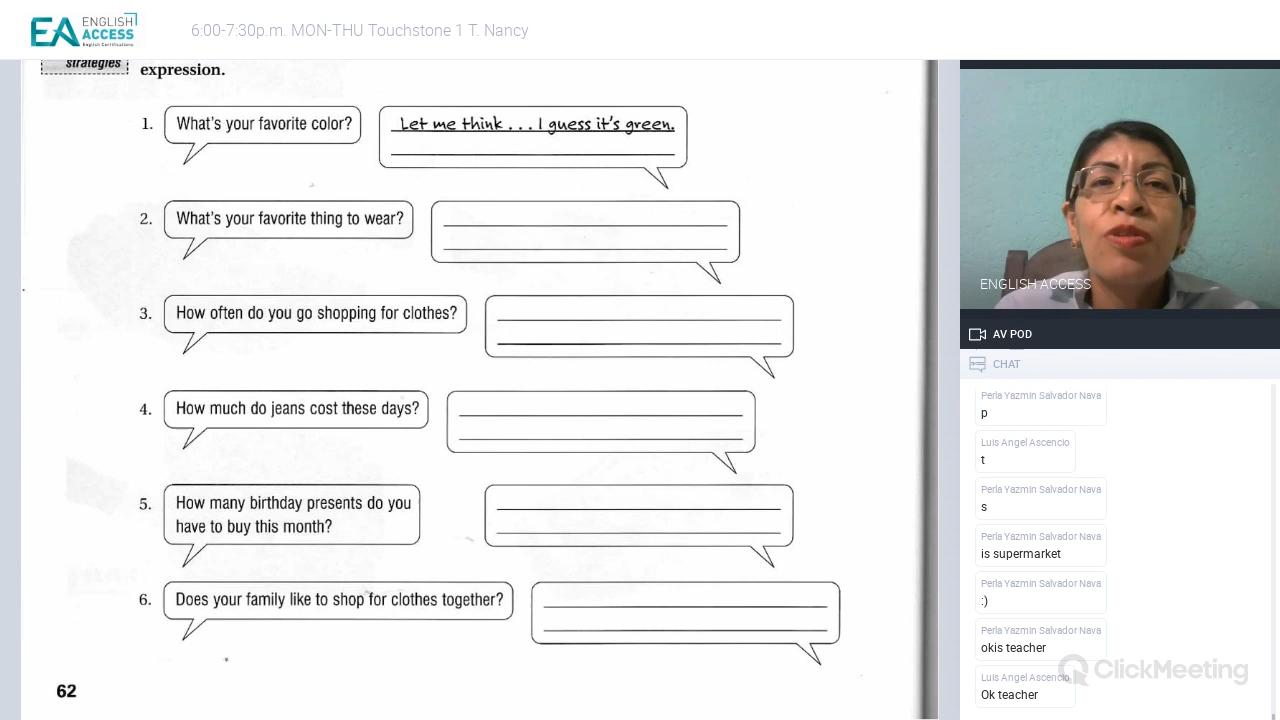 EA ENGLISH ACCESS
English Certifications
6:00-7:30p.m. MON-THU Touchstone 1 T. Nancy
strategies
expression.
1. What's your favorite color?
Let me think . . . I guess it's green.
2. What's your favorite thing to wear?
3. How often do you go shopping for clothes?
4. How much do jeans cost these days?
5. How many birthday presents do you
have to buy this month?
6. Does your family like to shop for clothes together?
62
ENGLISH ACCESS
AV POD
CHAT
Perla Yazmin Salvador Nava
p
Luis Angel Ascencio
t
Perla Yazmin Salvador Nava
s
Perla Yazmin Salvador Nava
is supermarket
Perla Yazmin Salvador Nava
:)
Perla Yazmin Salvador Nava
okis teacher
Luis Angel Ascencio
Ok teacher
ClickMeeting